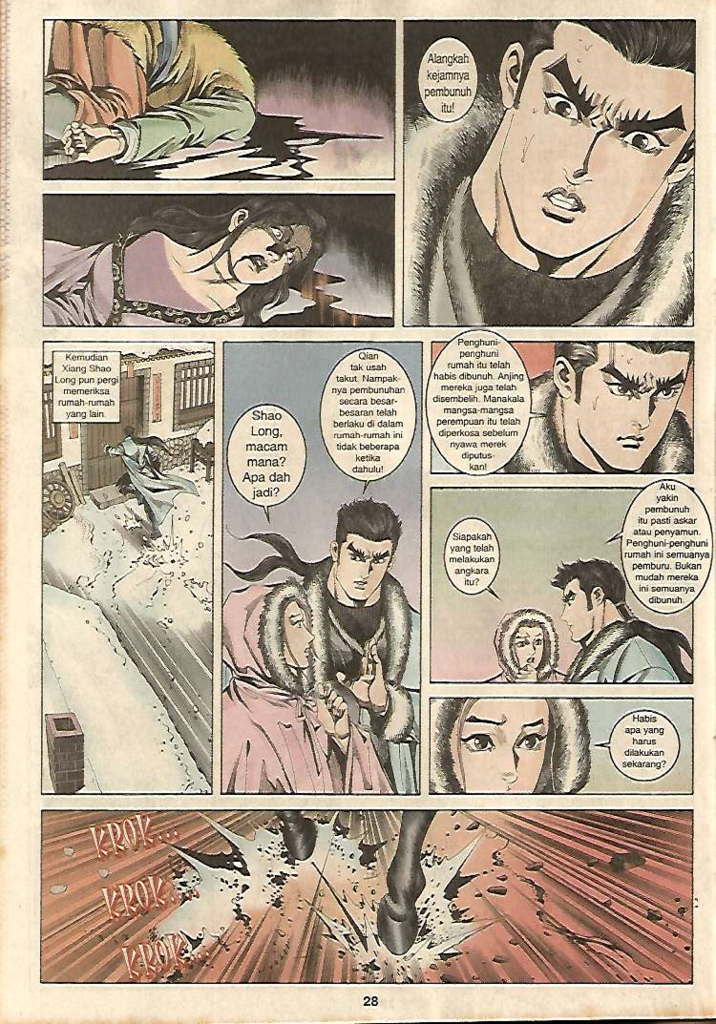 Alangkah
kejamnya
pembunuh
itu!
Kemudian
Xiang Shao
Long pun pergi
memeriksa
rumah-rumah
yang lain.
Shao
Long,
macam
mana?
Apa dah
jadi?
Qian
tak usah
takut. Nampak-
nya pembunuhan
secara besar-
besaran telah
berlaku di dalam
rumah-rumah ini
tidak beberapa
ketika
dahulu!
Penghuni-
penghuni
rumah ini telah
habis dibunuh. Anjing
mereka juga telah
disembelih. Manakala
mangsa-mangsa
perempuan itu telah
diperkosa sebelum
nyawa merek
diputus-
kan!
Aku
yakin
pembunuh
itu pasti askar
atau penyamun.
Penghuni-penghuni
rumah ini semuanya
pemburu. Bukan
mudah mereka
dibunuh.
Siapakah
yang telah
melakukan
angkara
itu?
Habis
apa yang
harus
dilakukan
sekarang?
KROK...
KROK...
KROK...
28